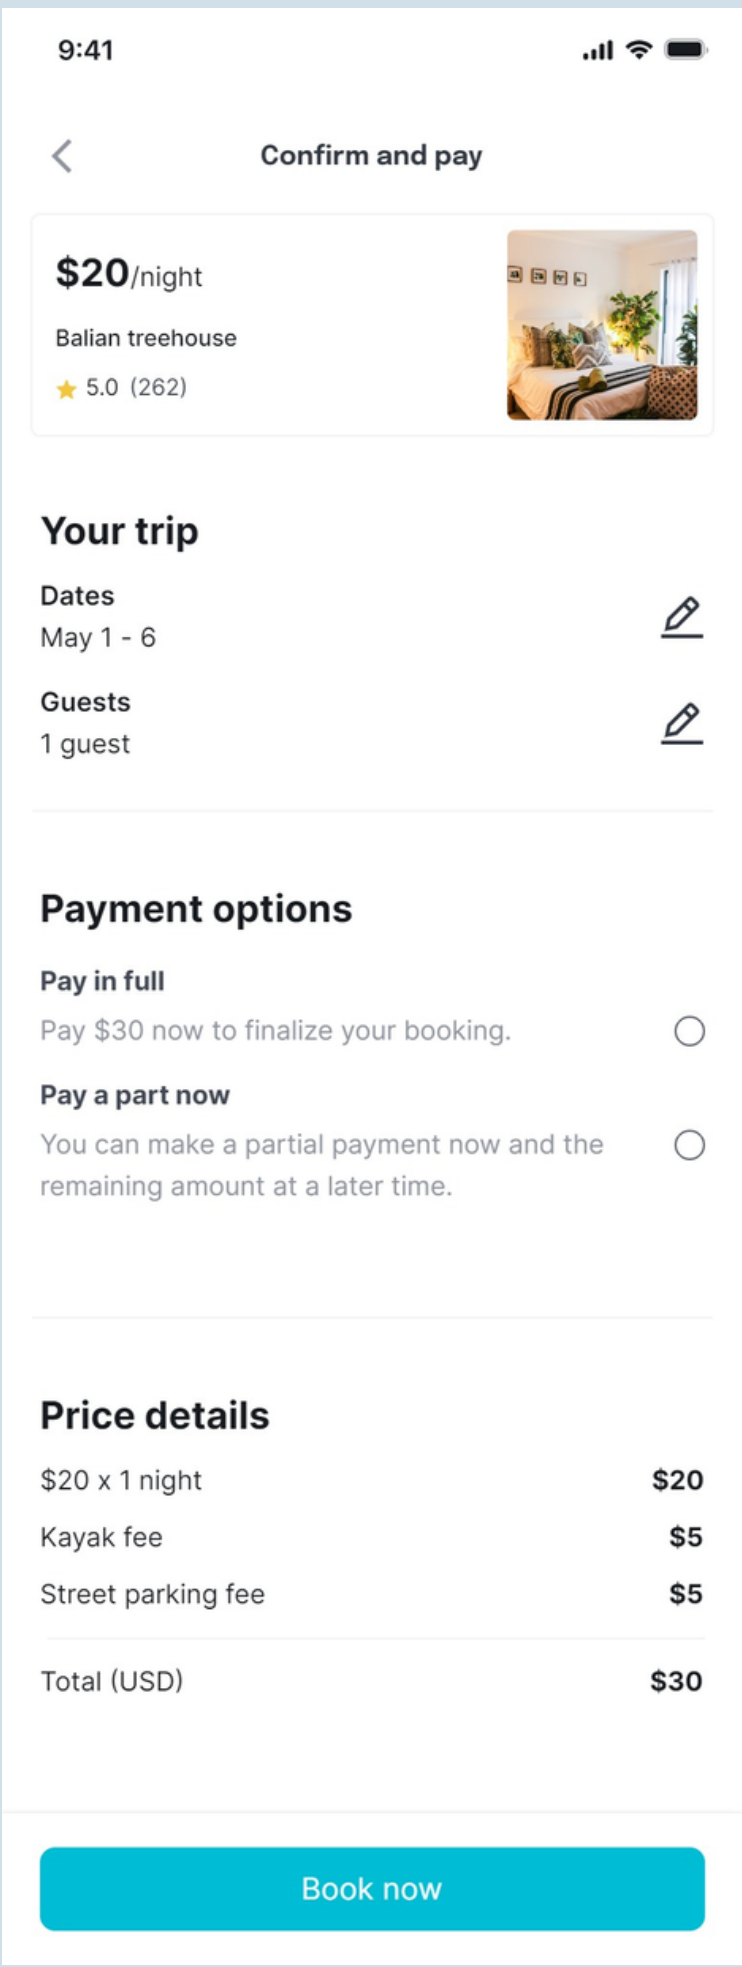 9:41
Confirm and pay
$20/night
Balian treehouse
5.0 (262)
Your trip
Dates
May 1 - 6
Guests
1 guest
Payment options
Pay in full
Pay $30 now to finalize your booking.
Pay a part now
You can make a partial payment now and the
remaining amount at a later time.
Price details
$20 x 1 night $20
Kayak fee $5
Street parking fee $5
Total (USD) $30
Book now